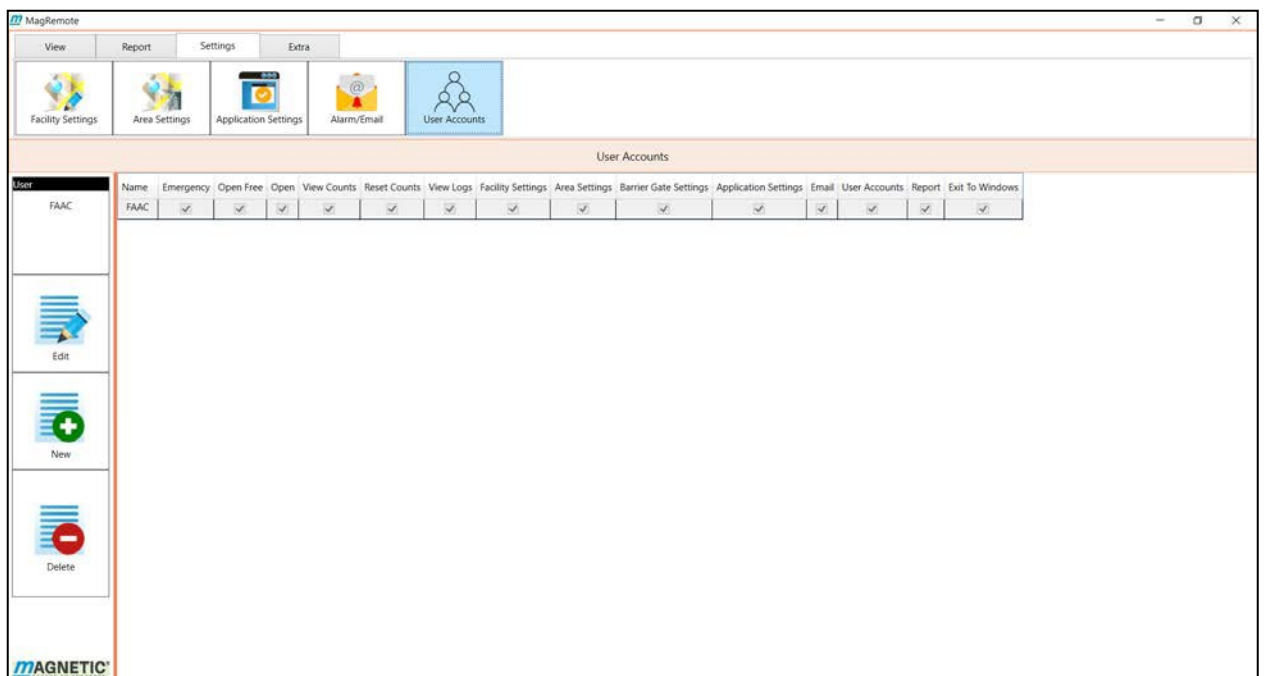 MagRemote
View Report Settings Extra
Facility Settings Area Settings Application Settings Alarm/Email User Accounts
User Accounts
User
FAAC
Name Emergency Open Free Open View Counts Reset Counts View Logs Facility Settings Area Settings Barrier Gate Settings Application Settings Email User Accounts Report Exit To Windows
FAAC
Edit
New
Delete
MAGNETIC